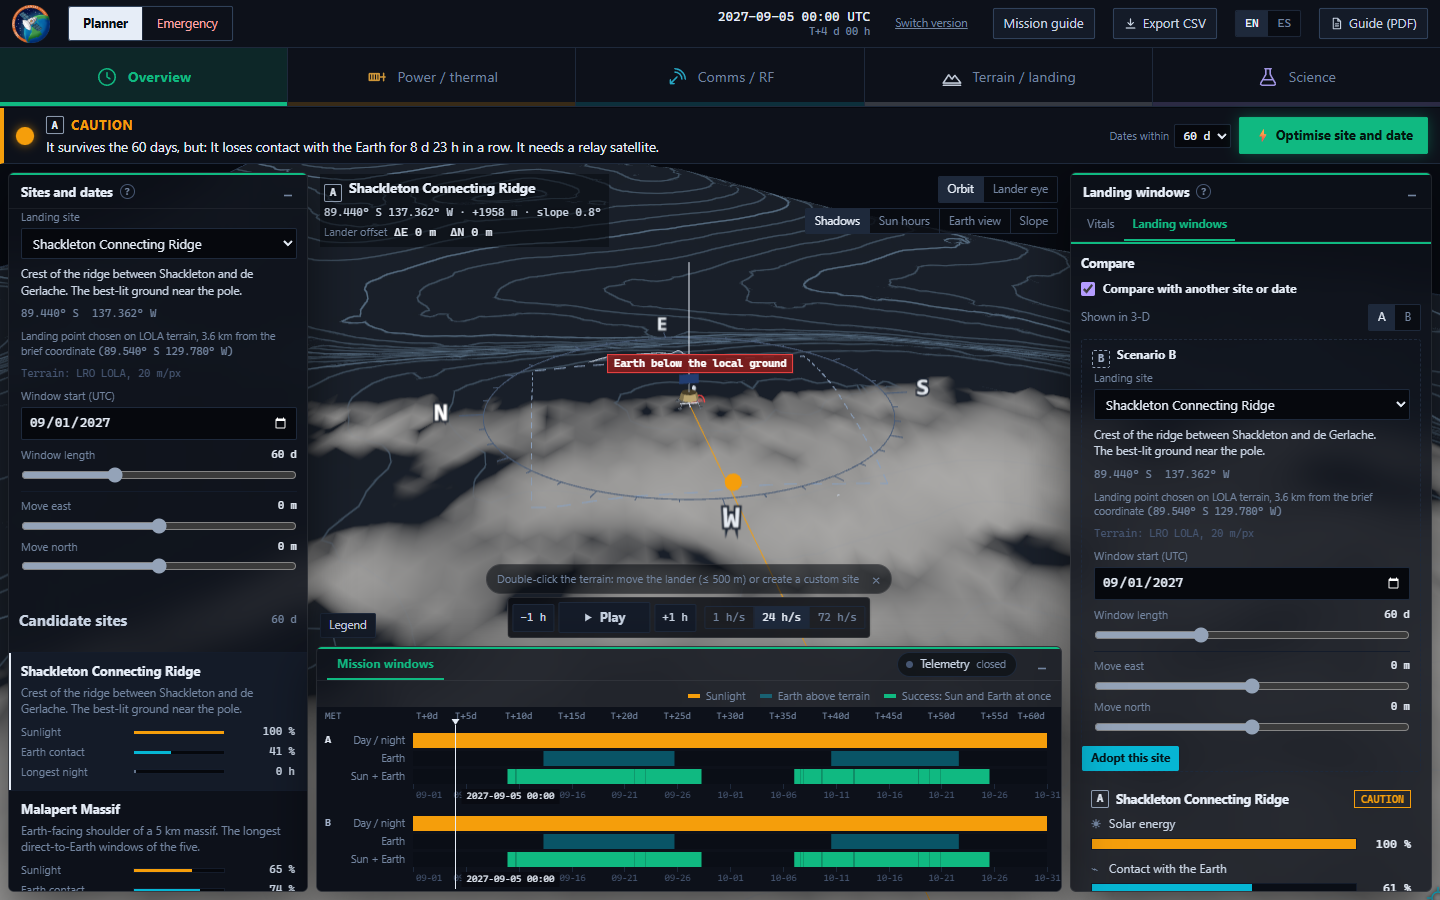 Planner
Emergency
2027-09-05 00:00 UTC
T+4 d 00 h
Switch version
Mission guide
Export CSV
EN
ES
Guide (PDF)
Overview
Power / thermal
Comms / RF
Terrain / landing
Science
A CAUTION
It survives the 60 days, but: It loses contact with the Earth for 8 d 23 h in a row. It needs a relay satellite.
Dates within
60 d
Optimise site and date
Sites and dates ?
Landing site
Shackleton Connecting Ridge
Crest of the ridge between Shackleton and de
Gerlache. The best-lit ground near the pole.
89.440° S 137.362° W
Landing point chosen on LOLA terrain, 3.6 km from the
brief coordinate (89.540° S 129.780° W)
Terrain: LRO LOLA, 20 m/px
Window start (UTC)
09/01/2027
Window length 60 d
Move east 0 m
Move north 0 m
Candidate sites 60 d
Shackleton Connecting Ridge
Crest of the ridge between Shackleton and de
Gerlache. The best-lit ground near the pole.
Sunlight 100 %
Earth contact 41 %
Longest night 0 h
Malapert Massif
Earth-facing shoulder of a 5 km massif. The longest
direct-to-Earth windows of the five.
Sunlight 65 %
Earth contact 74 %
A Shackleton Connecting Ridge
89.440° S 137.362° W · +1958 m · slope 0.8°
Lander offset ΔE 0 m ΔN 0 m
Orbit
Lander eye
Shadows
Sun hours
Earth view
Slope
E
Earth below the local ground
N
S
W
Double-click the terrain: move the lander (≤ 500 m) or create a custom site ×
−1 h
Play
+1 h
1 h/s
24 h/s
72 h/s
Legend
Mission windows
Telemetry closed
Sunlight
Earth above terrain
Success: Sun and Earth at once
MET T+0d T+5d T+10d T+15d T+20d T+25d T+30d T+35d T+40d T+45d T+50d T+55d T+60d
A Day / night
Earth
Sun + Earth
09-01 2027-09-05 00:00 09-16 09-21 09-26 10-01 10-06 10-11 10-16 10-21 10-26 10-31
B Day / night
Earth
Sun + Earth
09-01 2027-09-05 00:00 09-16 09-21 09-26 10-01 10-06 10-11 10-16 10-21 10-26 10-31
Landing windows ?
Vitals
Landing windows
Compare
Compare with another site or date
Shown in 3-D
A
B
B Scenario B
Landing site
Shackleton Connecting Ridge
Crest of the ridge between Shackleton and de Gerlache.
The best-lit ground near the pole.
89.440° S 137.362° W
Landing point chosen on LOLA terrain, 3.6 km from the brief
coordinate (89.540° S 129.780° W)
Terrain: LRO LOLA, 20 m/px
Window start (UTC)
09/01/2027
Window length 60 d
Move east 0 m
Move north 0 m
Adopt this site
A Shackleton Connecting Ridge CAUTION
Solar energy
100 %
Contact with the Earth
61 %